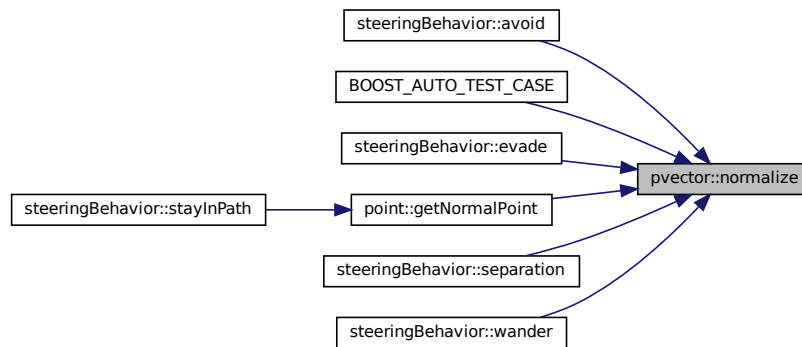 steeringBehavior::avoid
BOOST_AUTO_TEST_CASE
steeringBehavior::evade
pvector::normalize
steeringBehavior::stayInPath
point::getNormalPoint
steeringBehavior::separation
steeringBehavior::wander